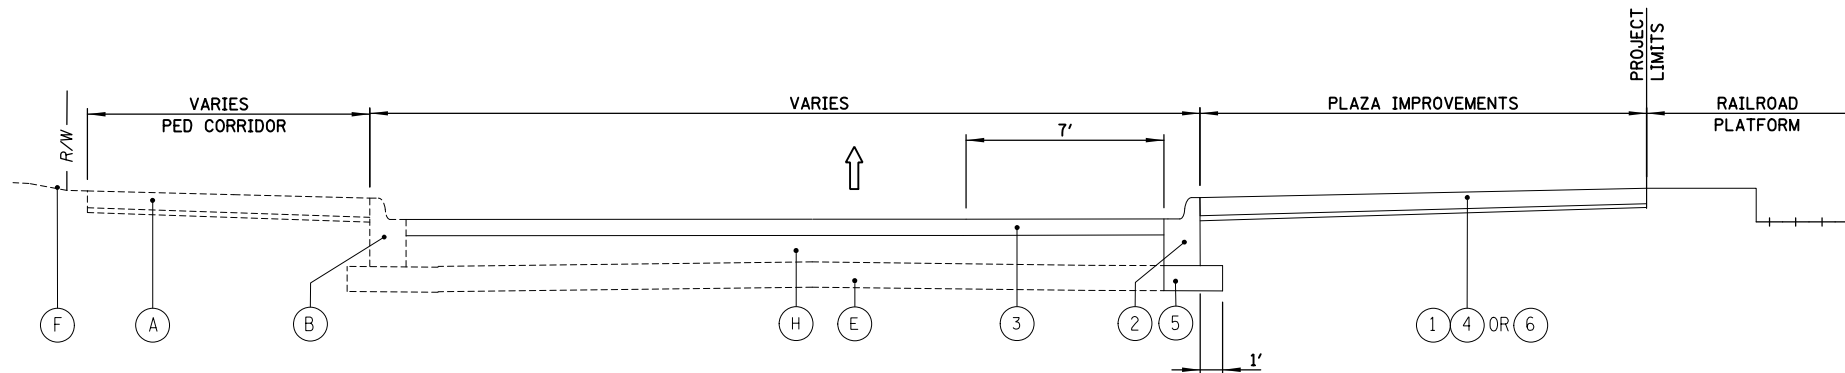 PROJECT
LIMITS
VARIES
PED CORRIDOR
VARIES
PLAZA IMPROVEMENTS
RAILROAD
PLATFORM
R/W
7'
F
A
B
H
E
3
2
5
1 4 OR 6
1'